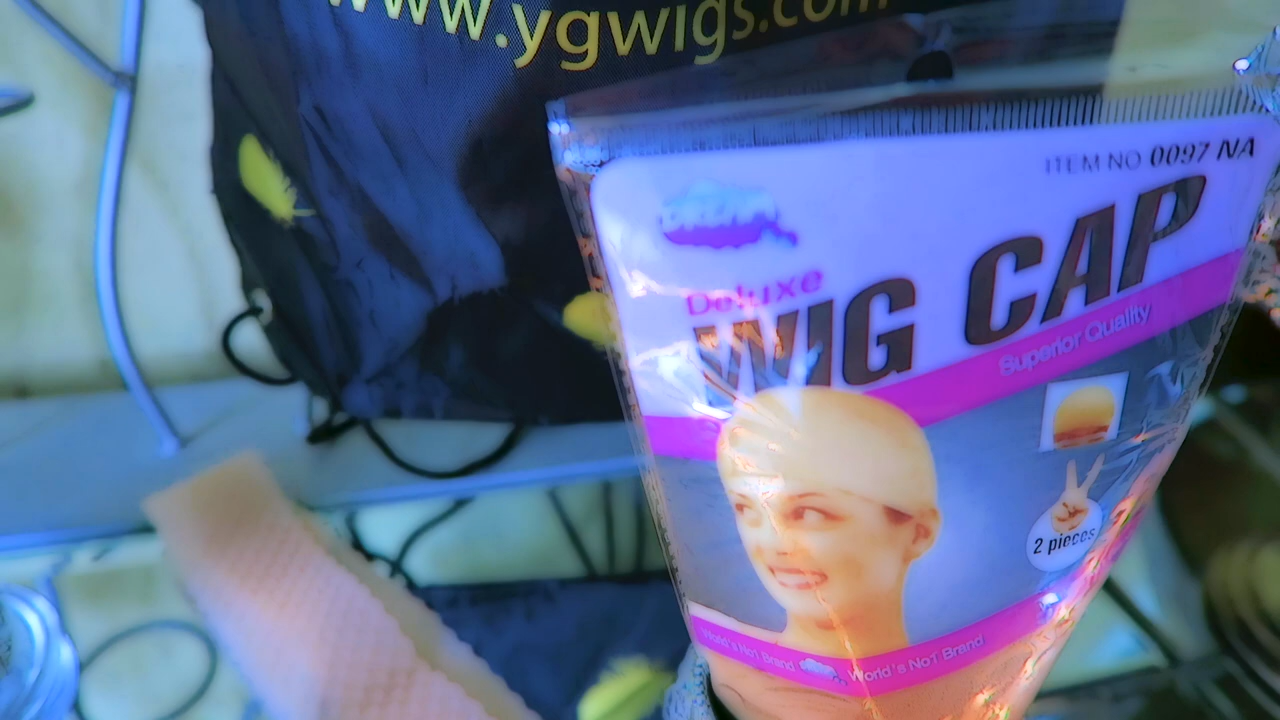 www.ygwigs.com
ITEM NO 0097 NA
DREAM
Deluxe
WIG CAP
Superior Quality
2 pieces
World's No1 Brand
World's No1 Brand